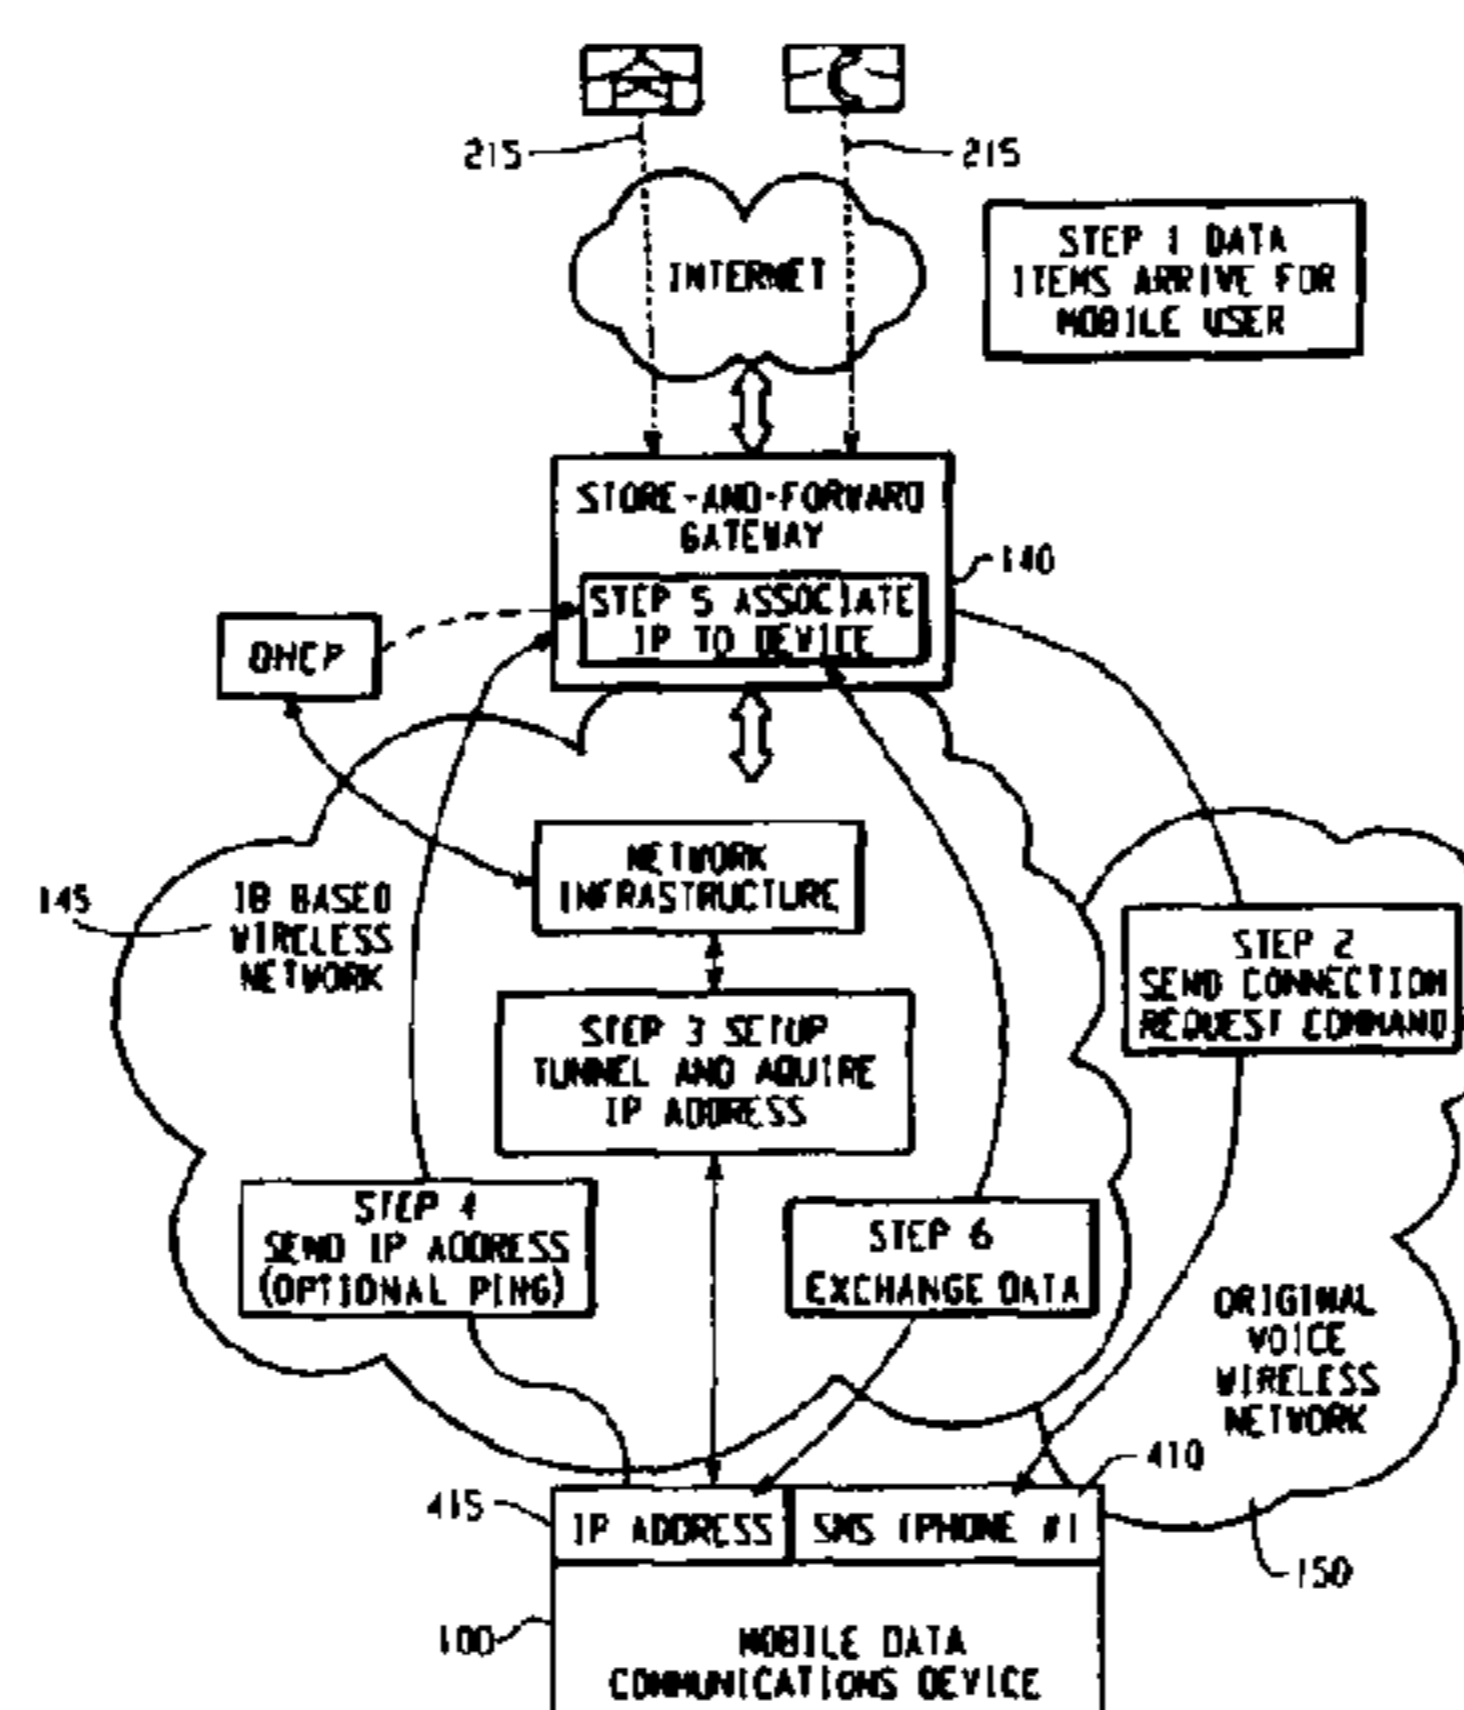 215
215
INTERNET
STEP 1 DATA
ITEMS ARRIVE FOR
MOBILE USER
STORE-AND-FORWARD
GATEWAY
140
STEP 5 ASSOCIATE
IP TO DEVICE
DHCP
NETWORK
INFRASTRUCTURE
145
IB BASED
WIRELESS
NETWORK
STEP 2
SEND CONNECTION
REQUEST COMMAND
STEP 3 SETUP
TUNNEL AND AQUIRE
IP ADDRESS
STEP 4
SEND IP ADDRESS
(OPTIONAL PING)
STEP 6
EXCHANGE DATA
ORIGINAL
VOICE
WIRELESS
NETWORK
410
415
IP ADDRESS
SMS (PHONE #)
150
100
MOBILE DATA
COMMUNICATIONS DEVICE